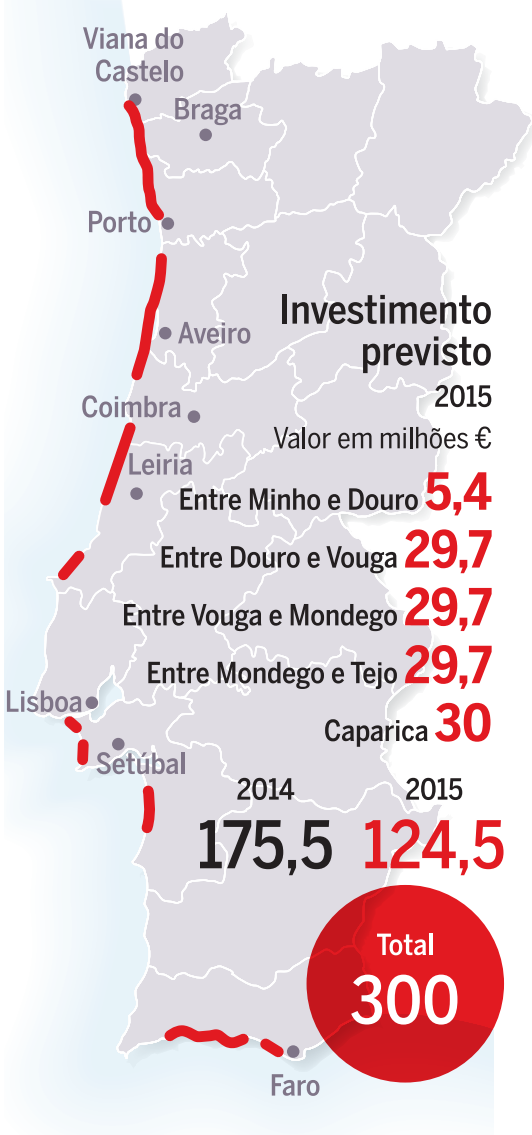 Viana do
Castelo
Braga
Porto
Aveiro
Coimbra
Leiria
Lisboa
Setúbal
Faro
Investimento
previsto
2015
Valor em milhões €
Entre Minho e Douro 5,4
Entre Douro e Vouga 29,7
Entre Vouga e Mondego 29,7
Entre Mondego e Tejo 29,7
Caparica 30
2014 2015
175,5 124,5
Total
300